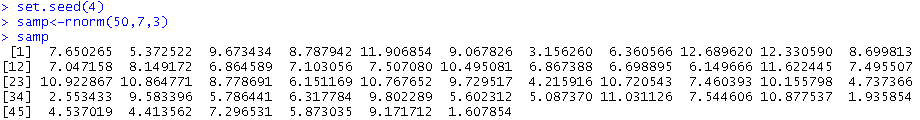 > set.seed(4)
> samp<-rnorm(50,7,3)
> samp
[1] 7.650265 5.372522 9.673434 8.787942 11.906854 9.067826 3.156260 6.360566 12.689620 12.330590 8.699813
[12] 7.047158 8.149172 6.864589 7.103056 7.507080 10.495081 6.867388 6.698895 6.149666 11.622445 7.495507
[23] 10.922867 10.864771 8.778691 6.151169 10.767652 9.729517 4.215916 10.720543 7.460393 10.155798 4.737366
[34] 2.553433 9.583396 5.786441 6.317784 9.802289 5.602312 5.087370 11.031126 7.544606 10.877537 1.935854
[45] 4.537019 4.413562 7.296531 5.873035 9.171712 1.607854